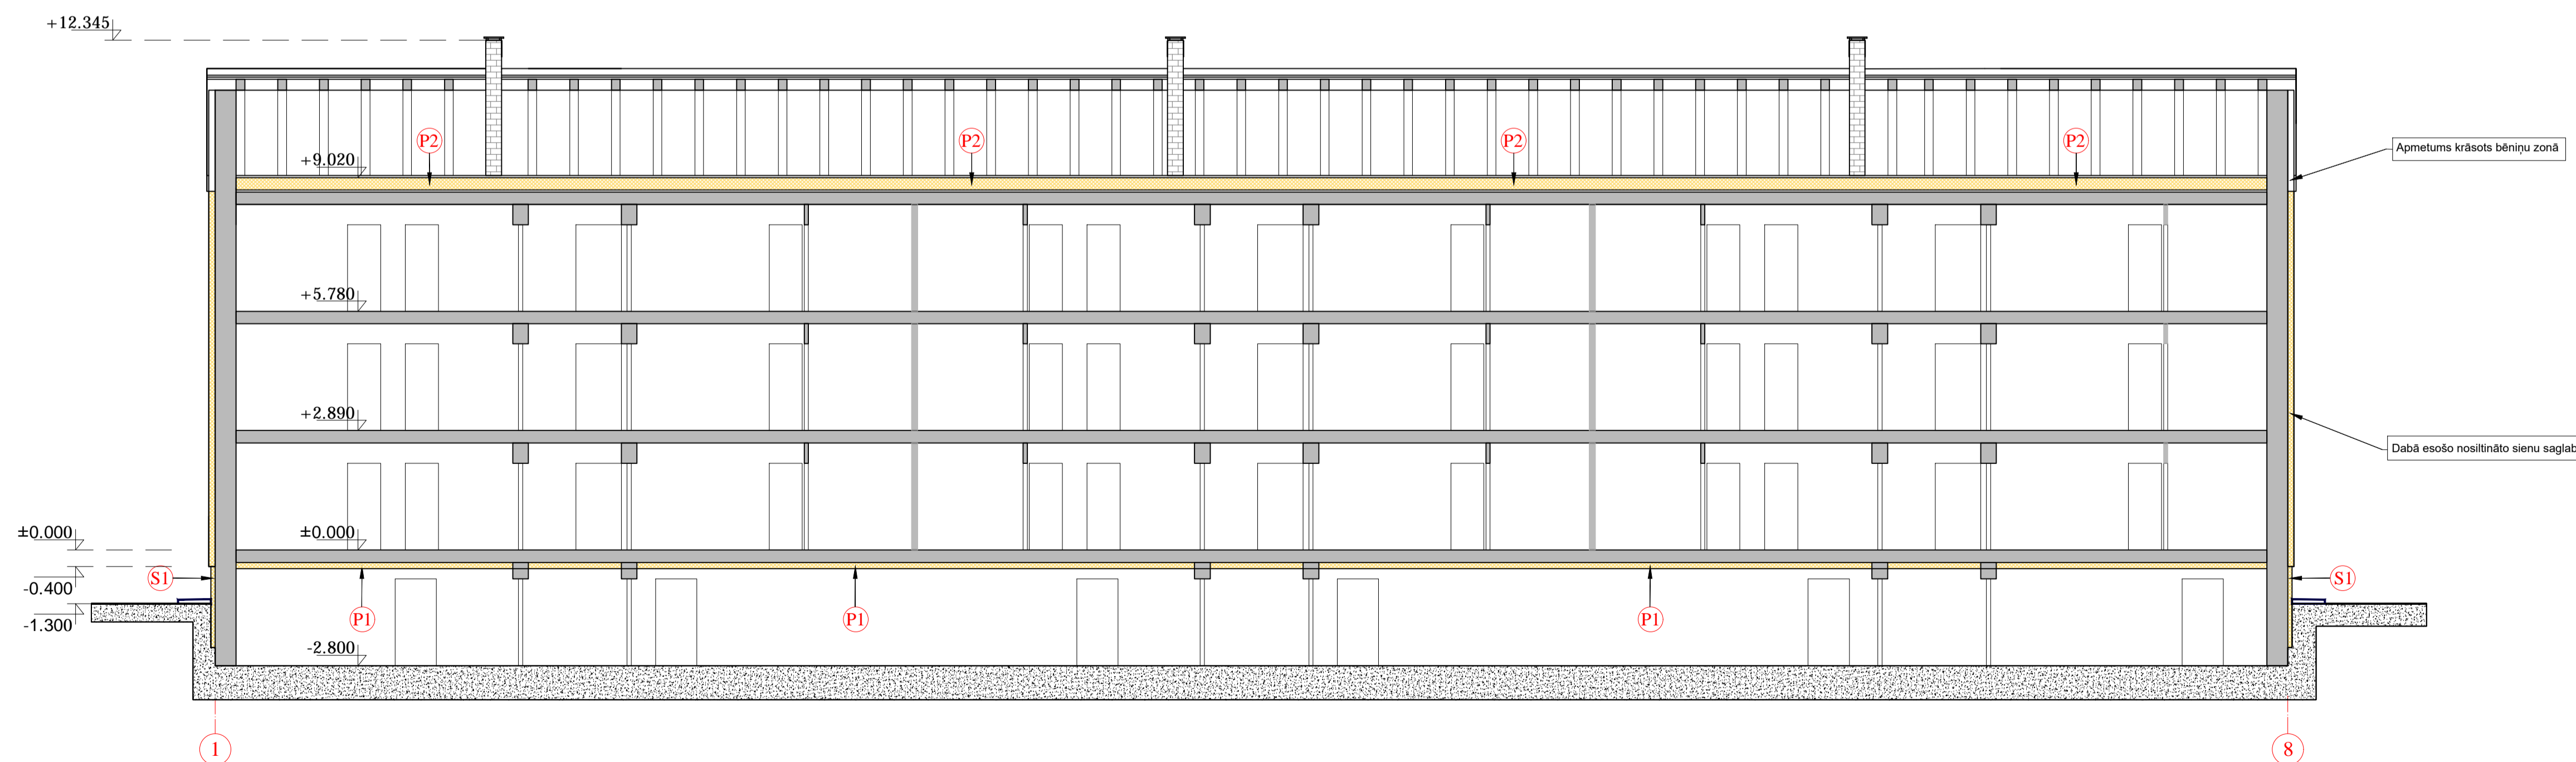 +12.345
P2
P2
P2
P2
+9.020
Apmetums krāsots bēniņu zonā
+5.780
+2.890
Dabā esošo nosiltināto sienu saglab
±0.000
±0.000
S1
-0.400
S1
-1.300
P1
P1
P1
-2.800
1
8